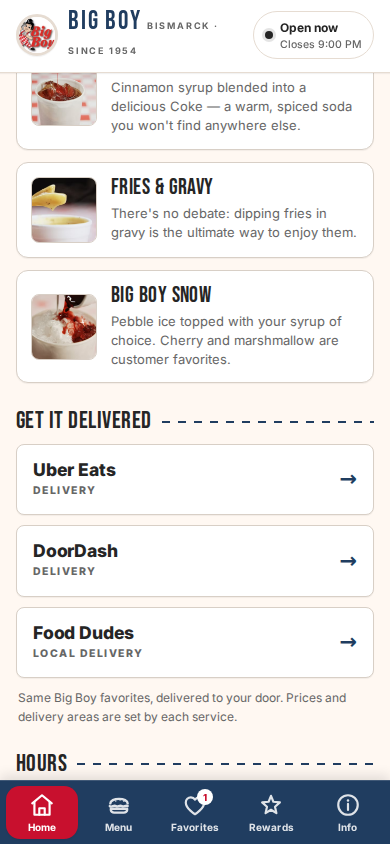 Big Boy
BIG BOY BISMARCK ·
SINCE 1954
Open now
Closes 9:00 PM
Cinnamon syrup blended into a
delicious Coke — a warm, spiced soda
you won't find anywhere else.
FRIES & GRAVY
There's no debate: dipping fries in
gravy is the ultimate way to enjoy them.
BIG BOY SNOW
Pebble ice topped with your syrup of
choice. Cherry and marshmallow are
customer favorites.
GET IT DELIVERED
Uber Eats
DELIVERY
→
DoorDash
DELIVERY
→
Food Dudes
LOCAL DELIVERY
→
Same Big Boy favorites, delivered to your door. Prices and
delivery areas are set by each service.
HOURS
1
Home
Menu
Favorites
Rewards
Info